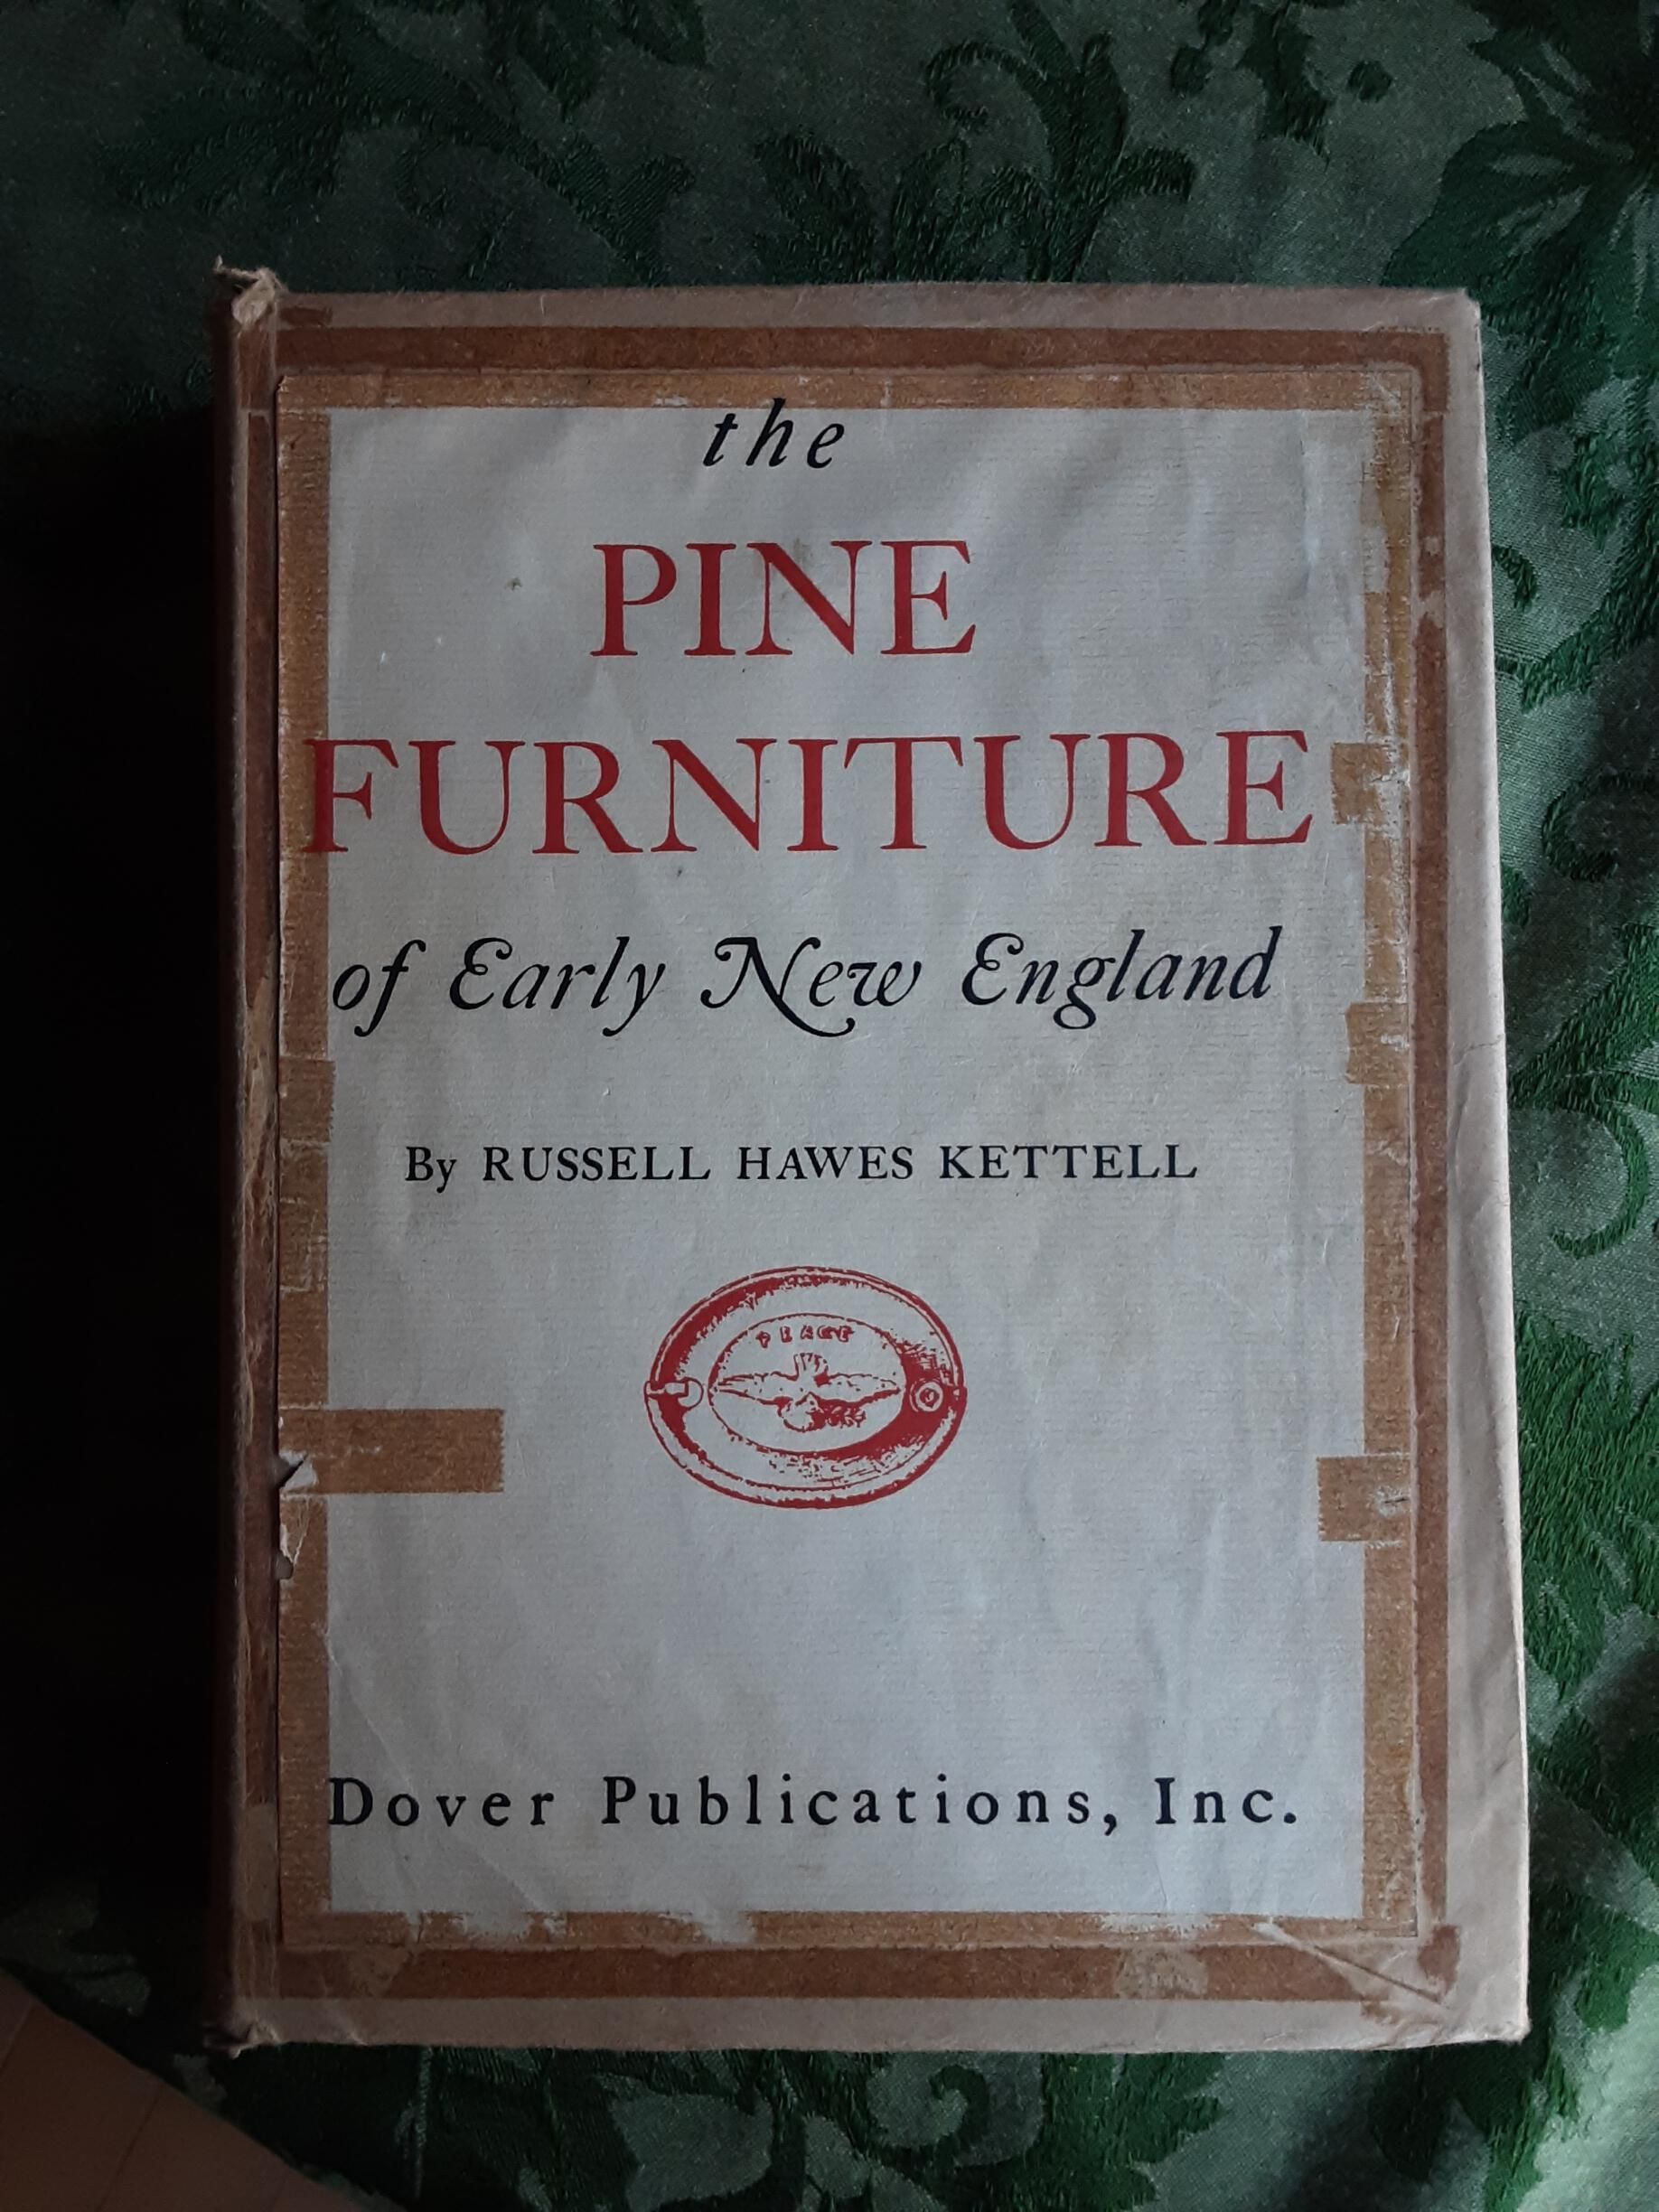 the
PINE
FURNITURE
of Early New England
By RUSSELL HAWES KETTELL
PEACE
Dover Publications, Inc.